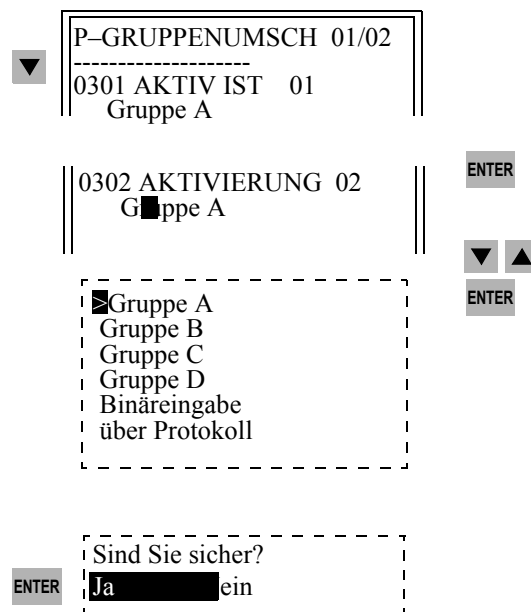 P–GRUPPENUMSCH 01/02
--------------------
▼
0301 AKTIV IST 01
Gruppe A
0302 AKTIVIERUNG 02
ENTER
G ppe A
▼ ▲
>Gruppe A
ENTER
Gruppe B
Gruppe C
Gruppe D
Binäreingabe
über Protokoll
Sind Sie sicher?
ENTER
Ja ein